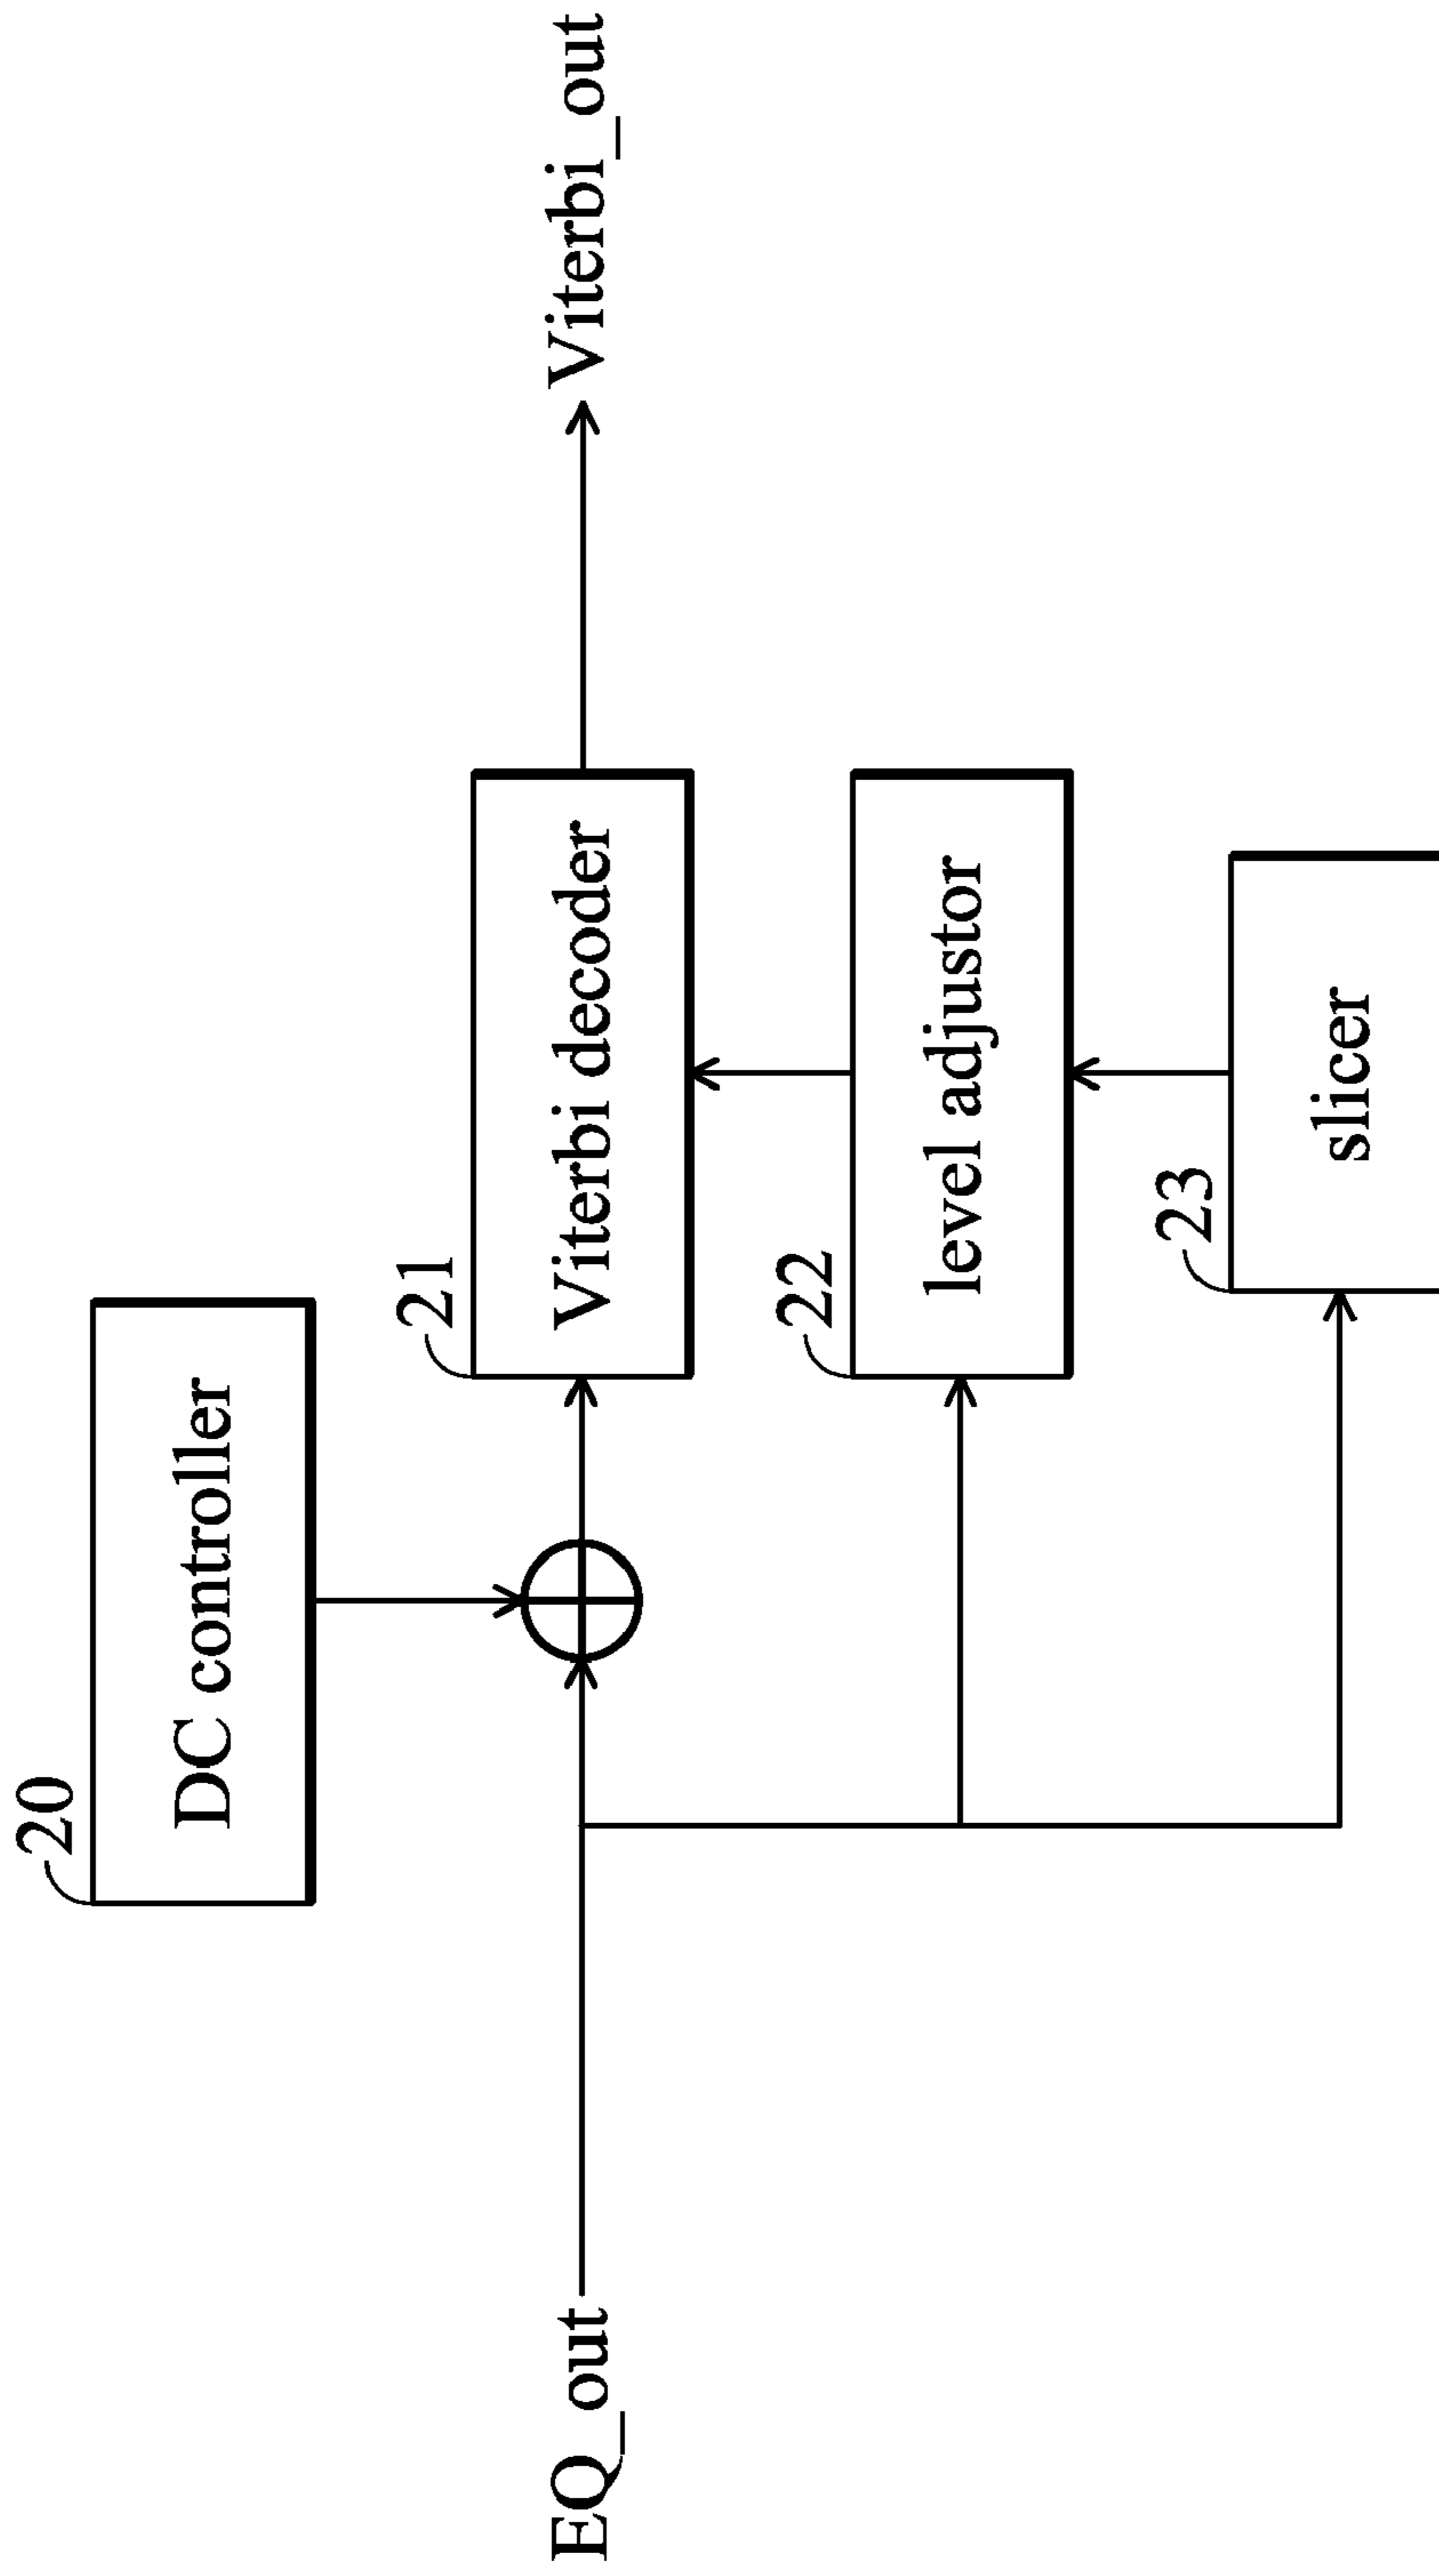 20
DC controller
21
EQ_out
Viterbi decoder
Viterbi_out
22
level adjustor
23
slicer